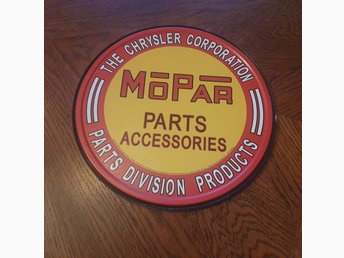 THE CHRYSLER CORPORATION
MOPAR
PARTS
ACCESSORIES
PARTS DIVISION PRODUCTS